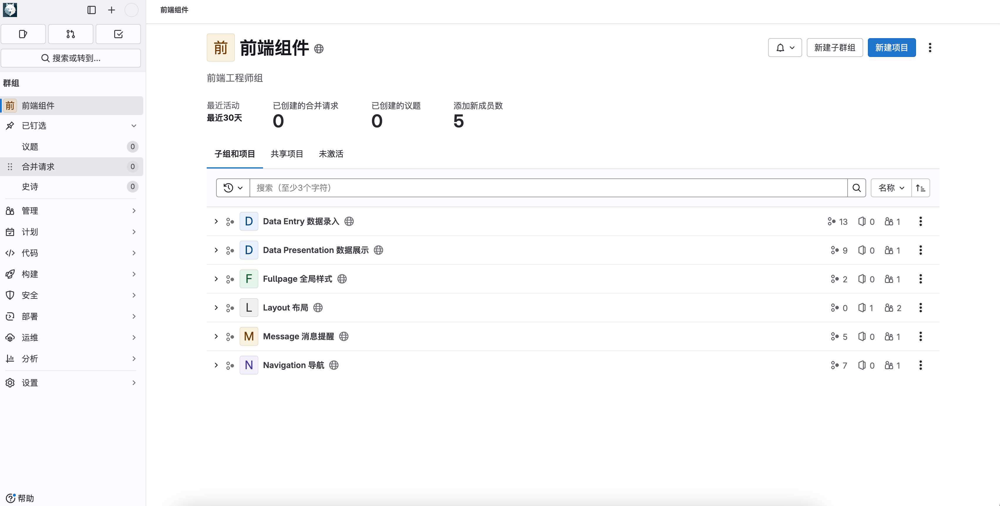 前端组件
搜索或转到...
群组
前 前端组件
已钉选
议题 0
合并请求 0
史诗 0
管理
计划
代码
构建
安全
部署
运维
分析
设置
帮助
前 前端组件
新建子群组 新建项目
前端工程师组
最近活动 已创建的合并请求 已创建的议题 添加新成员数
最近30天 0 0 5
子组和项目 共享项目 未激活
搜索（至少3个字符） 名称
D Data Entry 数据录入 13 0 1
D Data Presentation 数据展示 9 0 1
F Fullpage 全局样式 2 0 1
L Layout 布局 0 1 2
M Message 消息提醒 5 0 1
N Navigation 导航 7 0 1